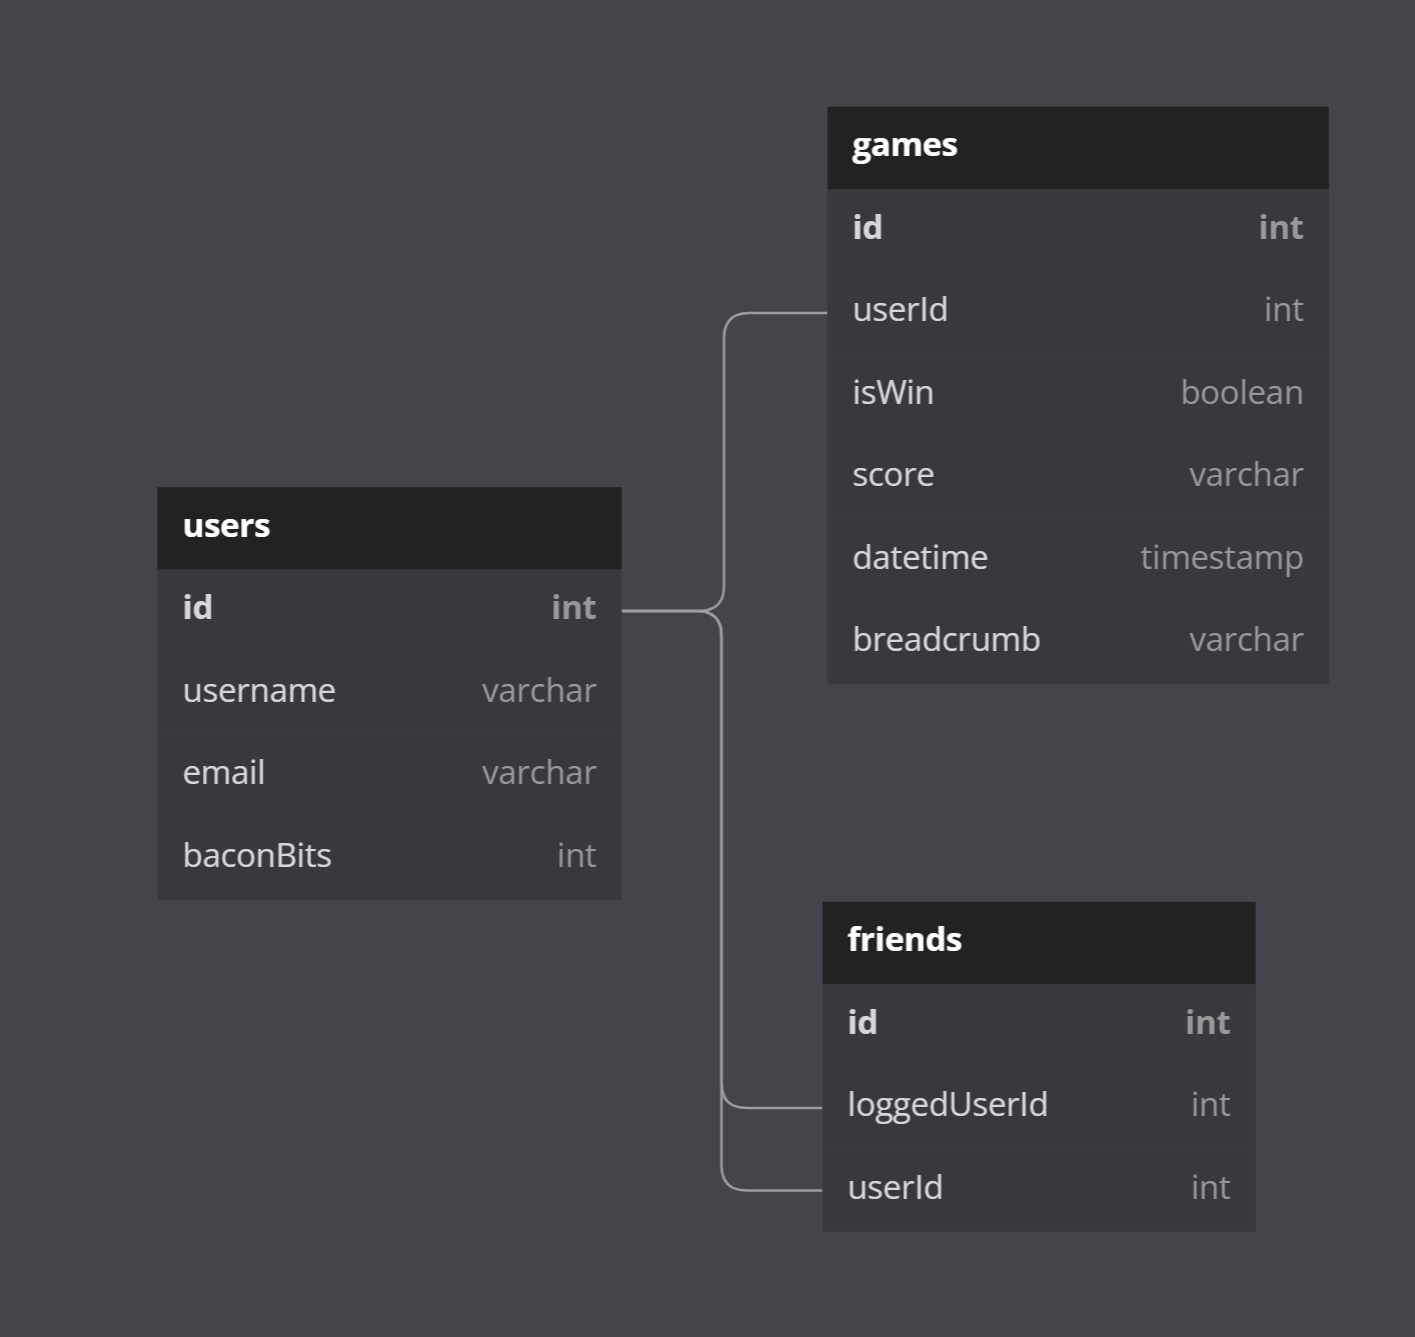 games
id int
userId int
isWin boolean
score varchar
datetime timestamp
breadcrumb varchar
users
id int
username varchar
email varchar
baconBits int
friends
id int
loggedUserId int
userId int